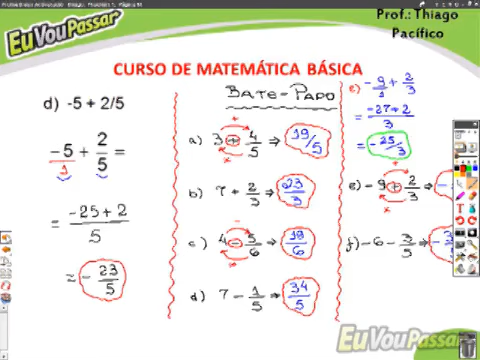 Prof.: Thiago
Pacífico
EuVouPassar
CURSO DE MATEMÁTICA BÁSICA
d) -5 + 2/5
-5/1 + 2/5 =
= -25+2/5
= -23/5
BATE-PAPO
a) 3 + 4/5 ⇒ 19/5
b) 7 + 2/3 ⇒ 23/3
c) 4 - 5/6 ⇒ 19/6
d) 7 - 1/5 ⇒ 34/5
e) -9/1 + 2/3
= -27+2/3
= -25/3
e) -9 + 2/3 ⇒
f) -6 - 3/5 ⇒
EuVouPassar